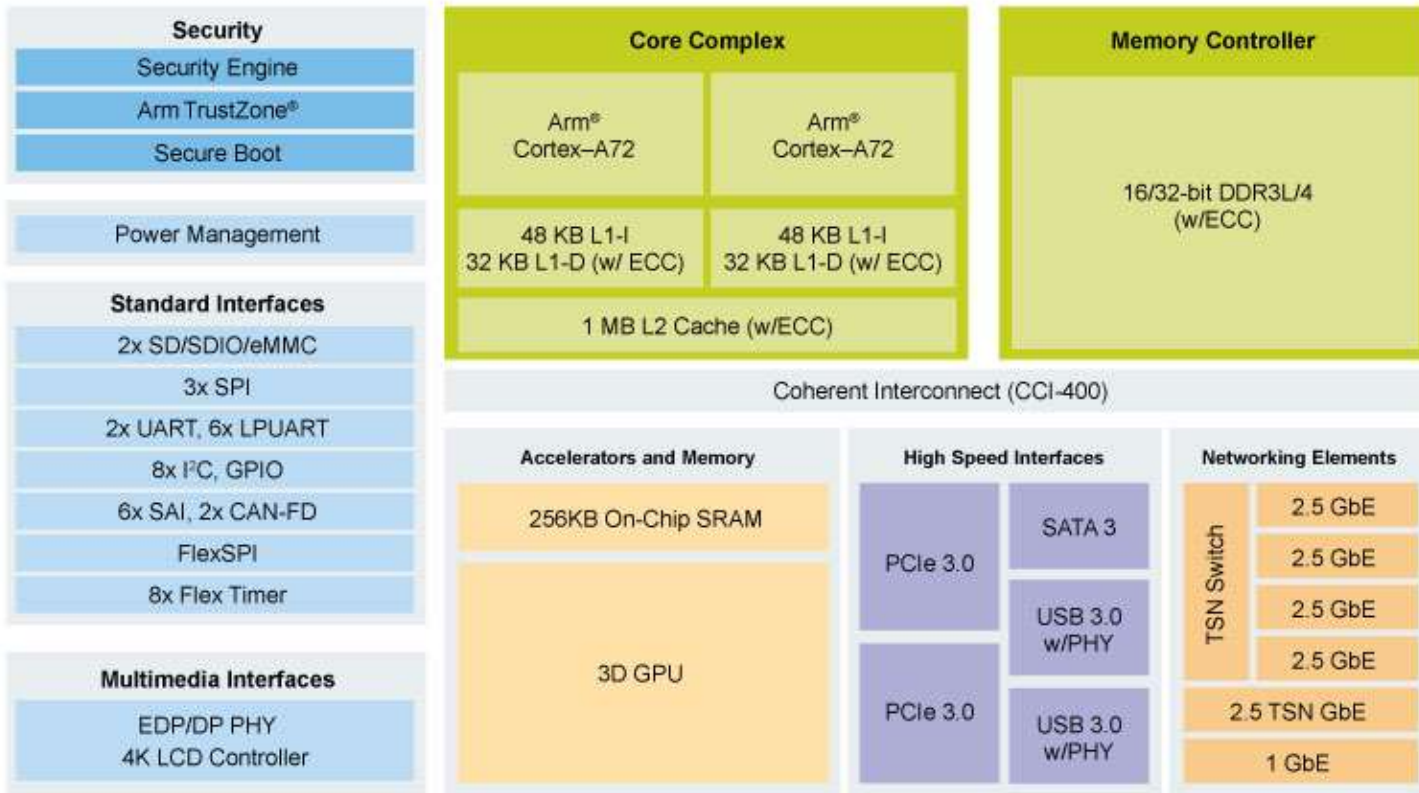 Security
Security Engine
Arm TrustZone®
Secure Boot
Power Management
Standard Interfaces
2x SD/SDIO/eMMC
3x SPI
2x UART, 6x LPUART
8x I²C, GPIO
6x SAI, 2x CAN-FD
FlexSPI
8x Flex Timer
Multimedia Interfaces
EDP/DP PHY
4K LCD Controller
Core Complex
Arm®
Cortex–A72
Arm®
Cortex–A72
48 KB L1-I
32 KB L1-D (w/ ECC)
48 KB L1-I
32 KB L1-D (w/ ECC)
1 MB L2 Cache (w/ECC)
Memory Controller
16/32-bit DDR3L/4
(w/ECC)
Coherent Interconnect (CCI-400)
Accelerators and Memory
256KB On-Chip SRAM
3D GPU
High Speed Interfaces
PCIe 3.0
PCIe 3.0
SATA 3
USB 3.0
w/PHY
USB 3.0
w/PHY
Networking Elements
TSN Switch
2.5 GbE
2.5 GbE
2.5 GbE
2.5 GbE
2.5 TSN GbE
1 GbE